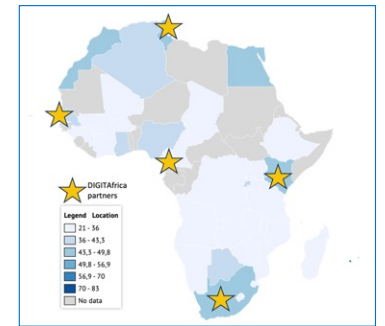 DIGITAfrica
partners
Legend Location
21 - 36
36 - 43,3
43,3 - 49,8
49,8 - 56,9
56,9 - 70
70 - 83
No data